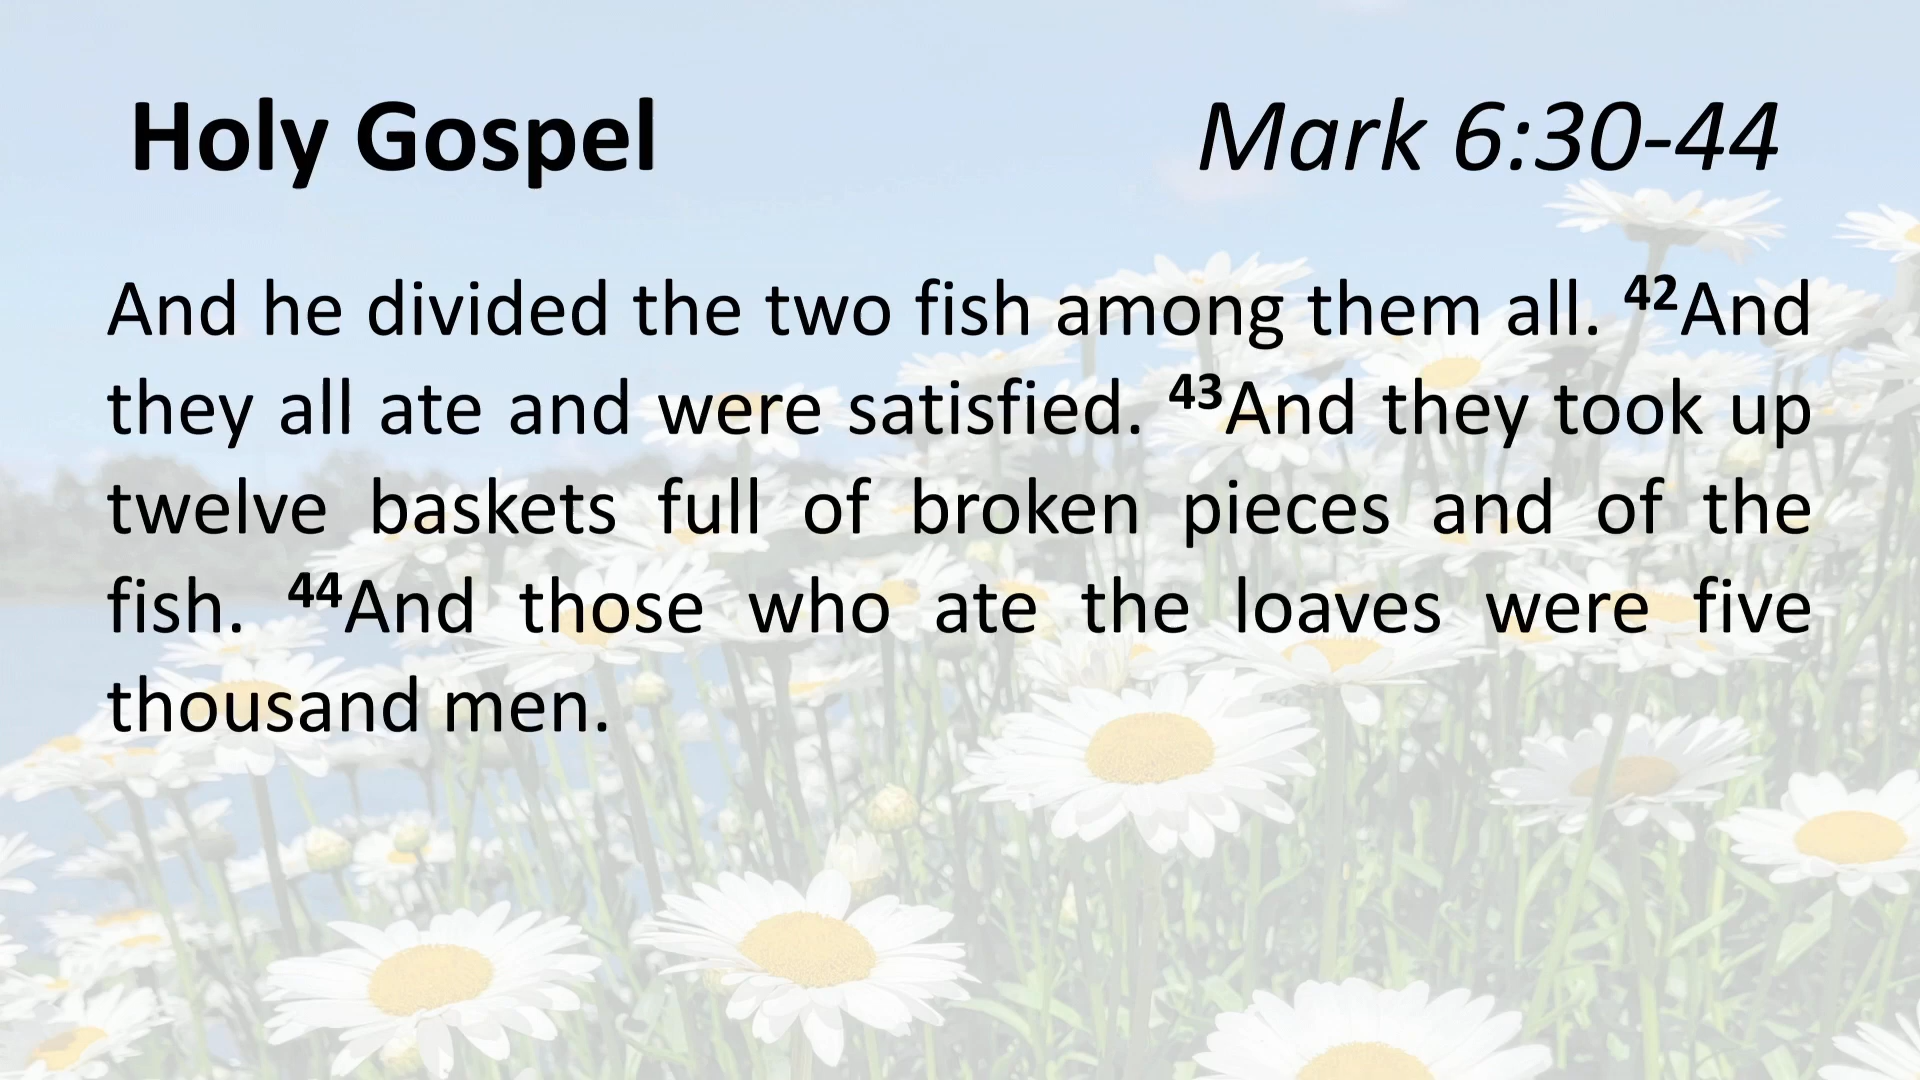 Holy Gospel Mark 6:30-44
And he divided the two fish among them all. 42And
they all ate and were satisfied. 43And they took up
twelve baskets full of broken pieces and of the
fish. 44And those who ate the loaves were five
thousand men.